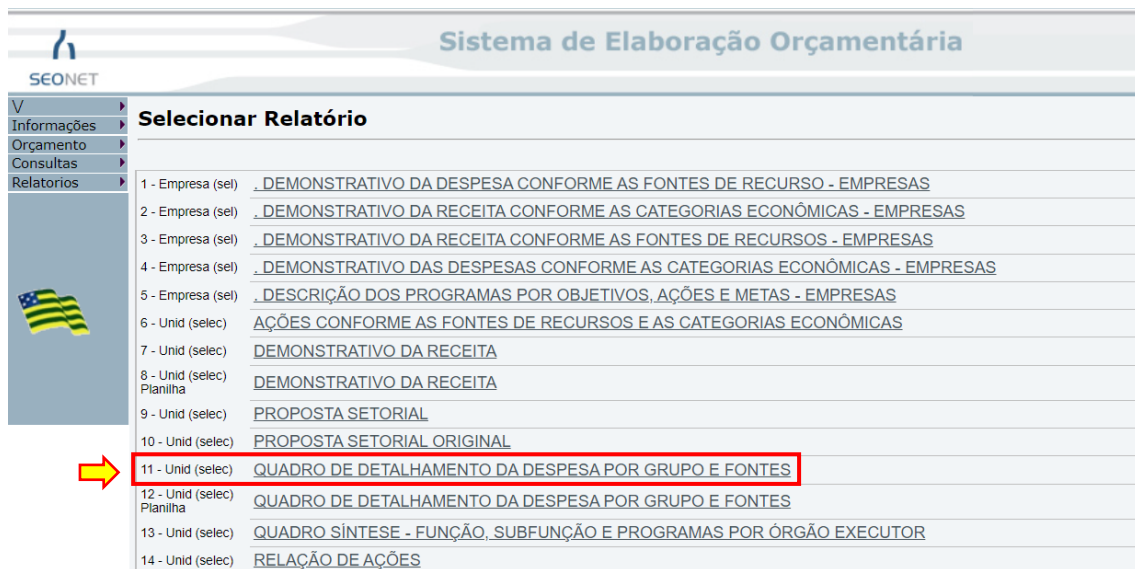 Sistema de Elaboração Orçamentária
SEONET
V
Informações
Orçamento
Consultas
Relatorios
Selecionar Relatório
1 - Empresa (sel) . DEMONSTRATIVO DA DESPESA CONFORME AS FONTES DE RECURSO - EMPRESAS
2 - Empresa (sel) . DEMONSTRATIVO DA RECEITA CONFORME AS CATEGORIAS ECONÔMICAS - EMPRESAS
3 - Empresa (sel) . DEMONSTRATIVO DA RECEITA CONFORME AS FONTES DE RECURSOS - EMPRESAS
4 - Empresa (sel) . DEMONSTRATIVO DAS DESPESAS CONFORME AS CATEGORIAS ECONÔMICAS - EMPRESAS
5 - Empresa (sel) . DESCRIÇÃO DOS PROGRAMAS POR OBJETIVOS, AÇÕES E METAS - EMPRESAS
6 - Unid (selec) AÇÕES CONFORME AS FONTES DE RECURSOS E AS CATEGORIAS ECONÔMICAS
7 - Unid (selec) DEMONSTRATIVO DA RECEITA
8 - Unid (selec)
Planilha
DEMONSTRATIVO DA RECEITA
9 - Unid (selec) PROPOSTA SETORIAL
10 - Unid (selec) PROPOSTA SETORIAL ORIGINAL
11 - Unid (selec) QUADRO DE DETALHAMENTO DA DESPESA POR GRUPO E FONTES
12 - Unid (selec)
Planilha
QUADRO DE DETALHAMENTO DA DESPESA POR GRUPO E FONTES
13 - Unid (selec) QUADRO SÍNTESE - FUNÇÃO, SUBFUNÇÃO E PROGRAMAS POR ÓRGÃO EXECUTOR
14 - Unid (selec) RELAÇÃO DE AÇÕES